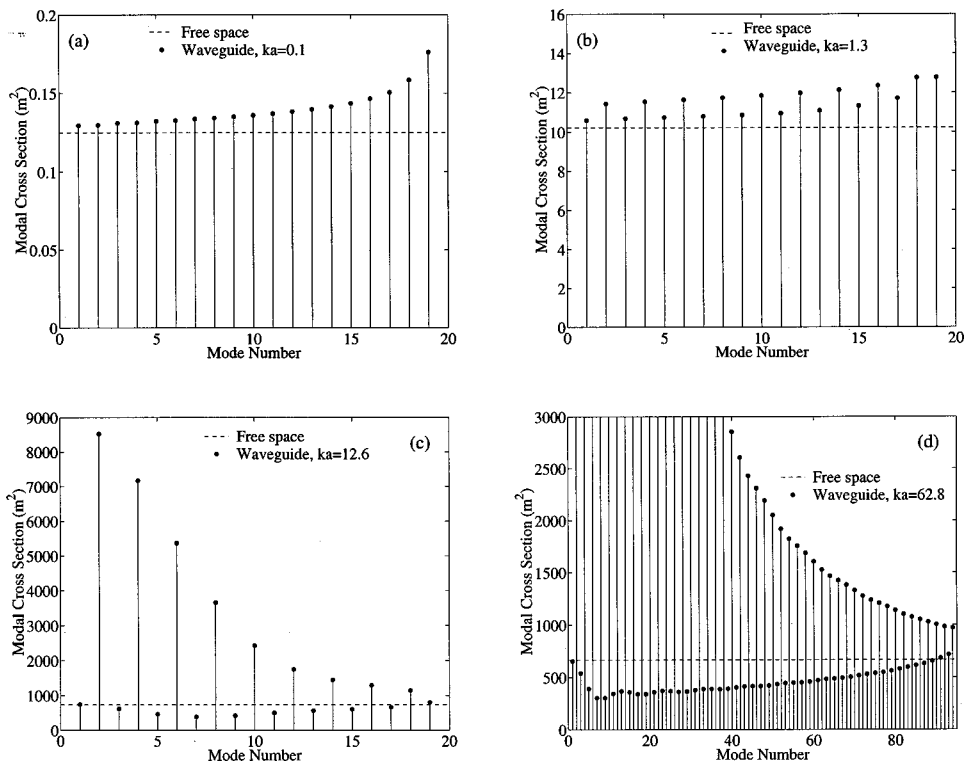 0.2
(a)
Free space
Waveguide, ka=0.1
0.15
0.1
0.05
0
Modal Cross Section (m²)
0 5 10 15 20
Mode Number
16
(b)
Free space
Waveguide, ka=1.3
14
12
10
8
6
4
2
0
Modal Cross Section (m²)
0 5 10 15 20
Mode Number
9000
Free space
(c)
Waveguide, ka=12.6
8000
7000
6000
5000
4000
3000
2000
1000
0
Modal Cross Section (m²)
0 5 10 15 20
Mode Number
3000
(d)
Free space
Waveguide, ka=62.8
2500
2000
1500
1000
500
0
Modal Cross Section (m²)
0 20 40 60 80
Mode Number